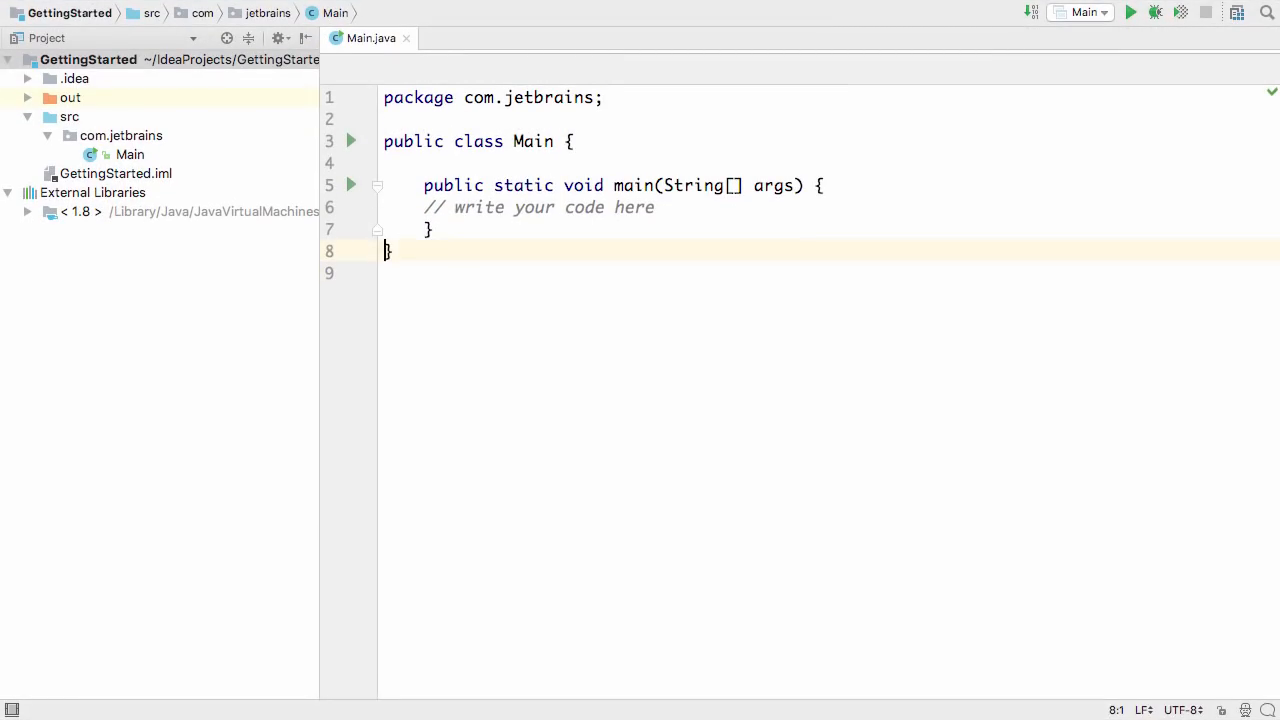 GettingStarted src com jetbrains Main Main
Project Main.java
GettingStarted ~/IdeaProjects/GettingStarte
.idea
out
src
com.jetbrains
Main
GettingStarted.iml
External Libraries
< 1.8 > /Library/Java/JavaVirtualMachines
1 package com.jetbrains;
2
3 public class Main {
4
5 public static void main(String[] args) {
6 // write your code here
7 }
8 }
9
8:1 LF UTF-8